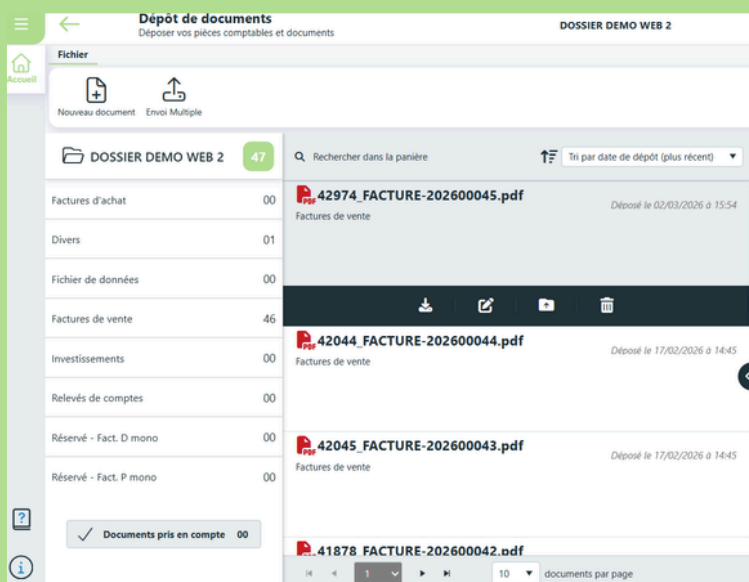 Dépôt de documents
Déposer vos pièces comptables et documents
DOSSIER DEMO WEB 2
Accueil
Fichier
Nouveau document
Envoi Multiple
DOSSIER DEMO WEB 2 47
Rechercher dans la panière
Tri par date de dépôt (plus récent)
Factures d'achat 00
Divers 01
Fichier de données 00
Factures de vente 46
Investissements 00
Relevés de comptes 00
Réservé - Fact. D mono 00
Réservé - Fact. P mono 00
Documents pris en compte 00
PDF 42974_FACTURE-202600045.pdf
Factures de vente
Déposé le 02/03/2026 à 15:54
PDF 42044_FACTURE-202600044.pdf
Factures de vente
Déposé le 17/02/2026 à 14:45
PDF 42045_FACTURE-202600043.pdf
Factures de vente
Déposé le 17/02/2026 à 14:45
41878_FACTURE-202600042.pdf
1
10 documents par page